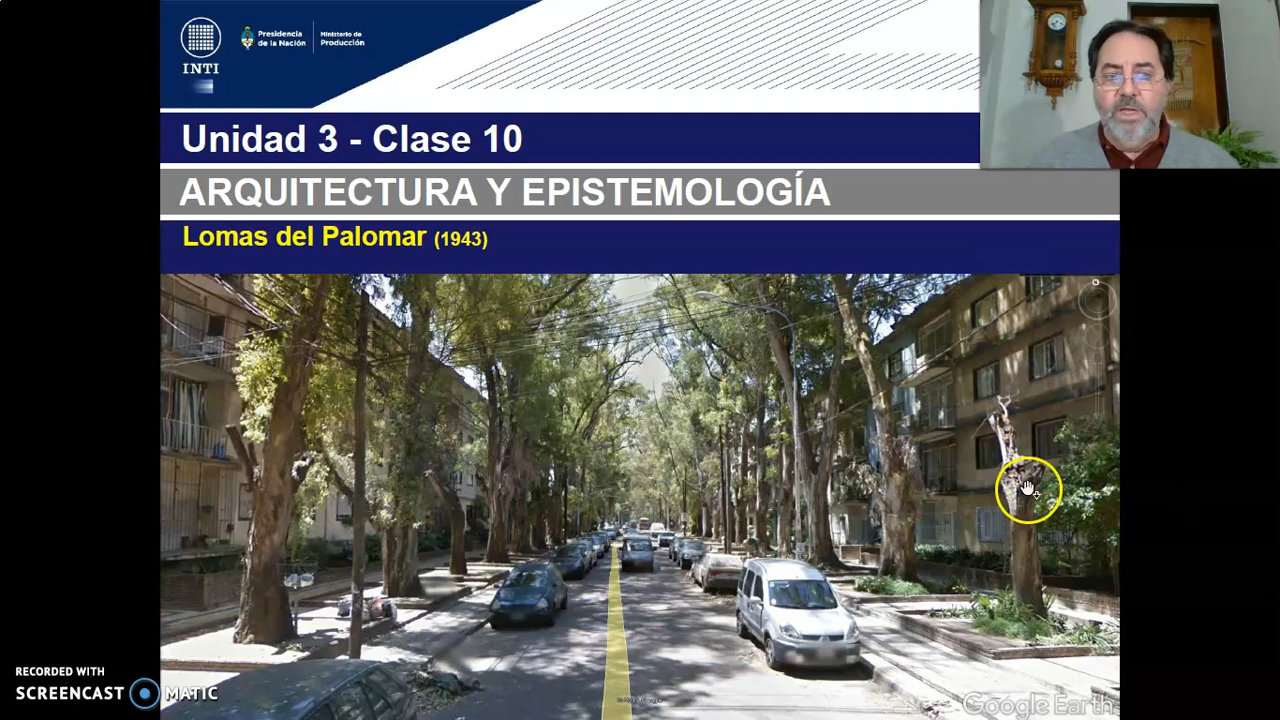 INTI
Presidencia
de la Nación
Ministerio de
Producción
Unidad 3 - Clase 10
ARQUITECTURA Y EPISTEMOLOGÍA
Lomas del Palomar (1943)
Google Earth
RECORDED WITH
SCREENCAST MATIC